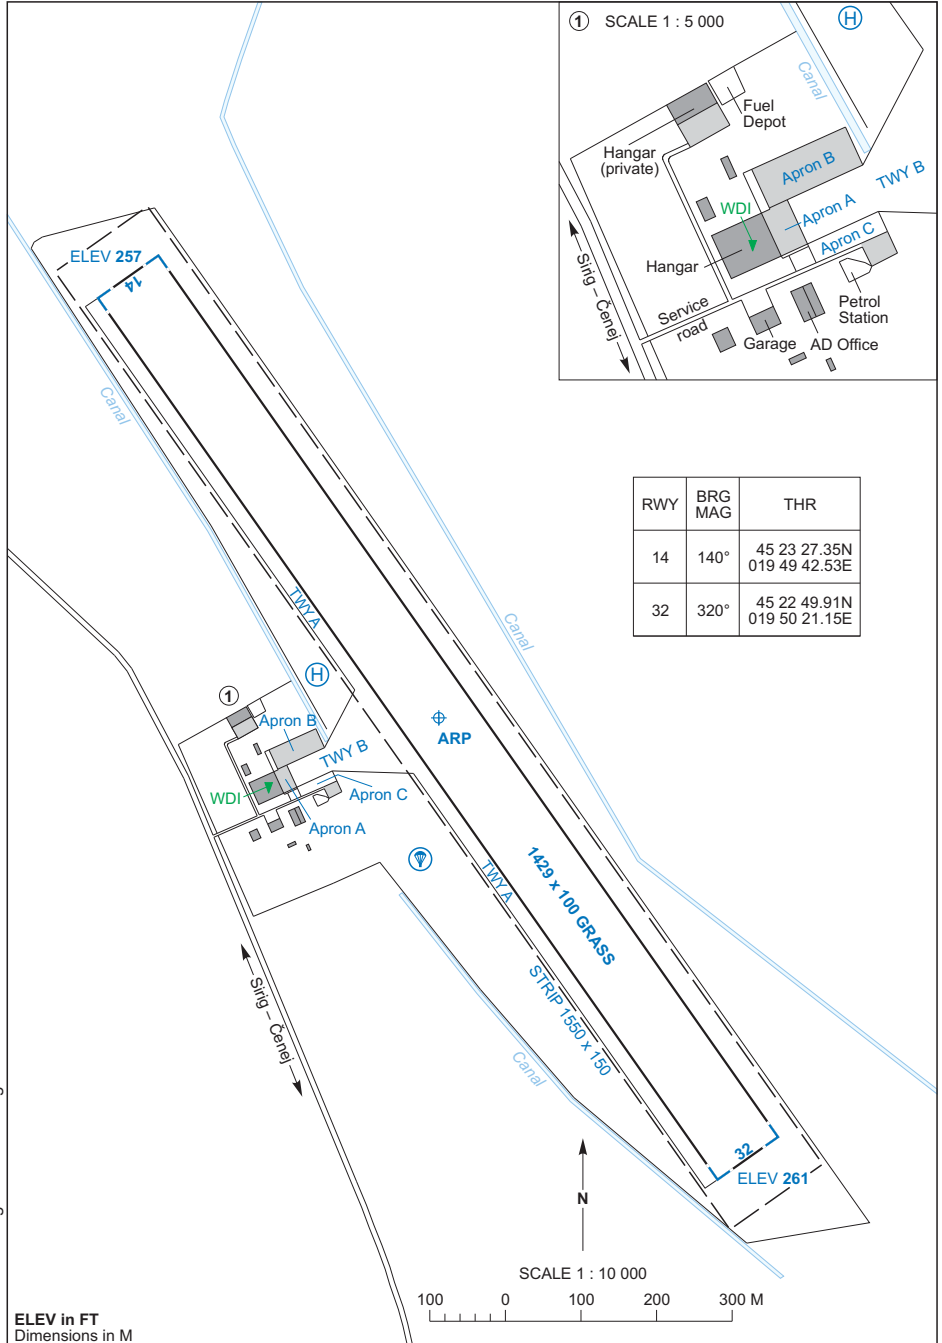 1 SCALE 1 : 5 000
H
Canal
Fuel
Depot
Hangar
(private)
Apron B
TWY B
WDI
Apron A
Apron C
Hangar
Sirig – Čenej
Service
road
Petrol
Station
Garage
AD Office
ELEV 257
14
Canal
RWY BRG MAG THR
14 140° 45 23 27.35N
019 49 42.53E
32 320° 45 22 49.91N
019 50 21.15E
TWY A
Canal
H
1
Apron B
ARP
TWY B
WDI
Apron C
Apron A
TWY A
1429 x 100 GRASS
STRIP 1550 x 150
Sirig – Čenej
Canal
32
ELEV 261
N
SCALE 1 : 10 000
100 0 100 200 300 M
ELEV in FT
Dimensions in M